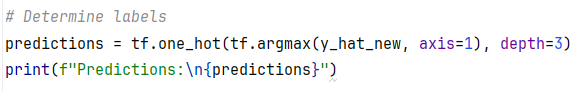 # Determine labels
predictions = tf.one_hot(tf.argmax(y_hat_new, axis=1), depth=3)
print(f"Predictions:\n{predictions}")